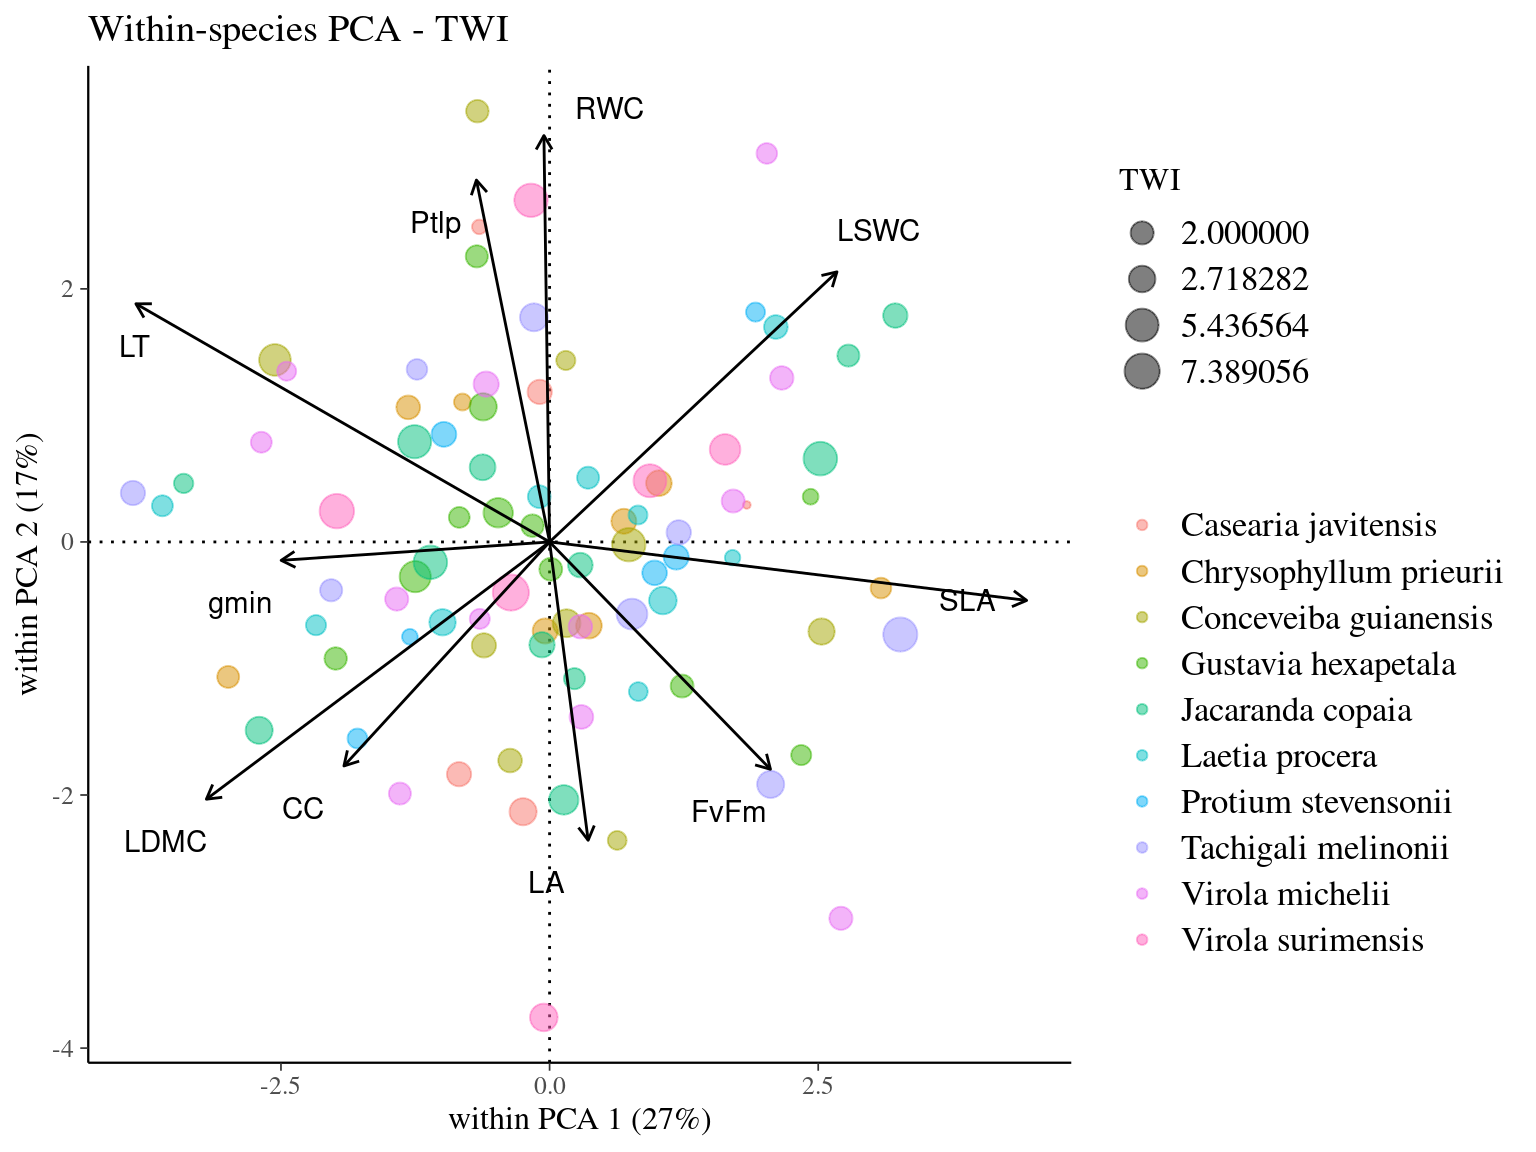 Within-species PCA - TWI
RWC
Ptlp
LSWC
LT
gmin
SLA
LDMC
CC
FvFm
LA
2
0
-2
-4
within PCA 2 (17%)
-2.5
0.0
2.5
within PCA 1 (27%)
TWI
2.000000
2.718282
5.436564
7.389056
Casearia javitensis
Chrysophyllum prieurii
Conceveiba guianensis
Gustavia hexapetala
Jacaranda copaia
Laetia procera
Protium stevensonii
Tachigali melinonii
Virola michelii
Virola surimensis